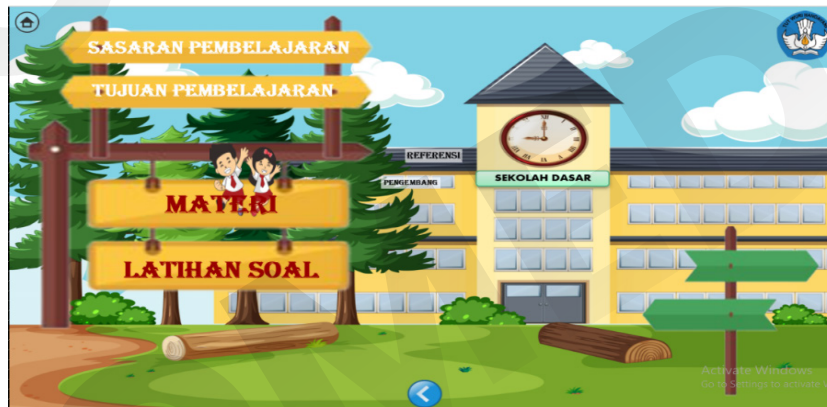 SASARAN PEMBELAJARAN
TUJUAN PEMBELAJARAN
REFERENSI
PENGEMBANG
SEKOLAH DASAR
MATERI
LATIHAN SOAL
Activate Windows
Go to Settings to activate